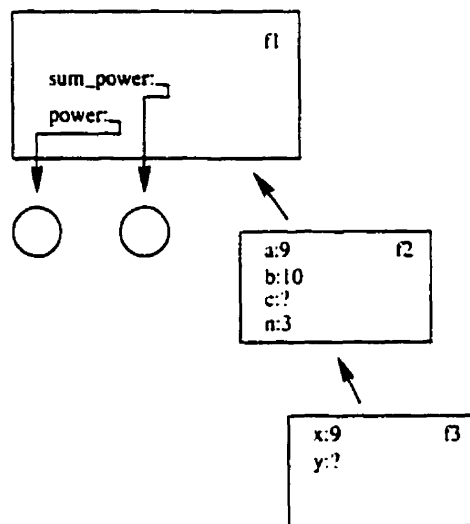 f1
sum_power:
power:
a:9 f2
b:10
c:?
n:3
x:9 f3
y:?